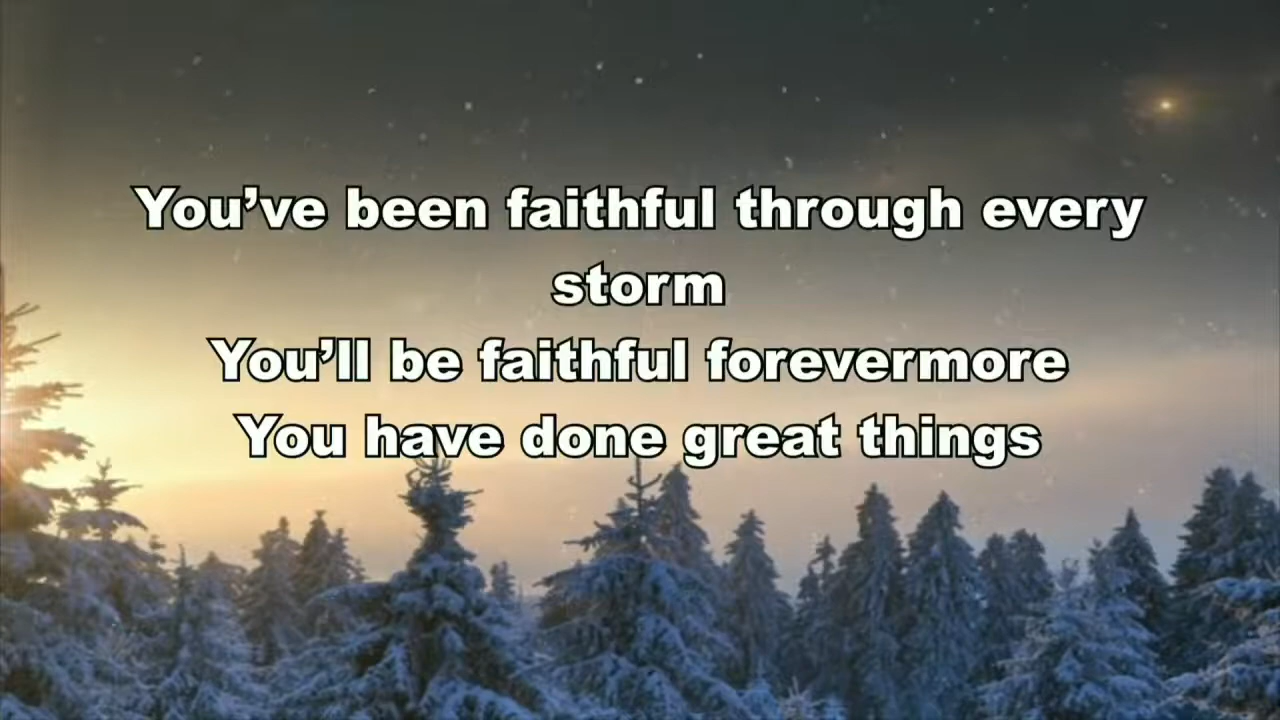 You’ve been faithful through every
storm
You’ll be faithful forevermore
You have done great things